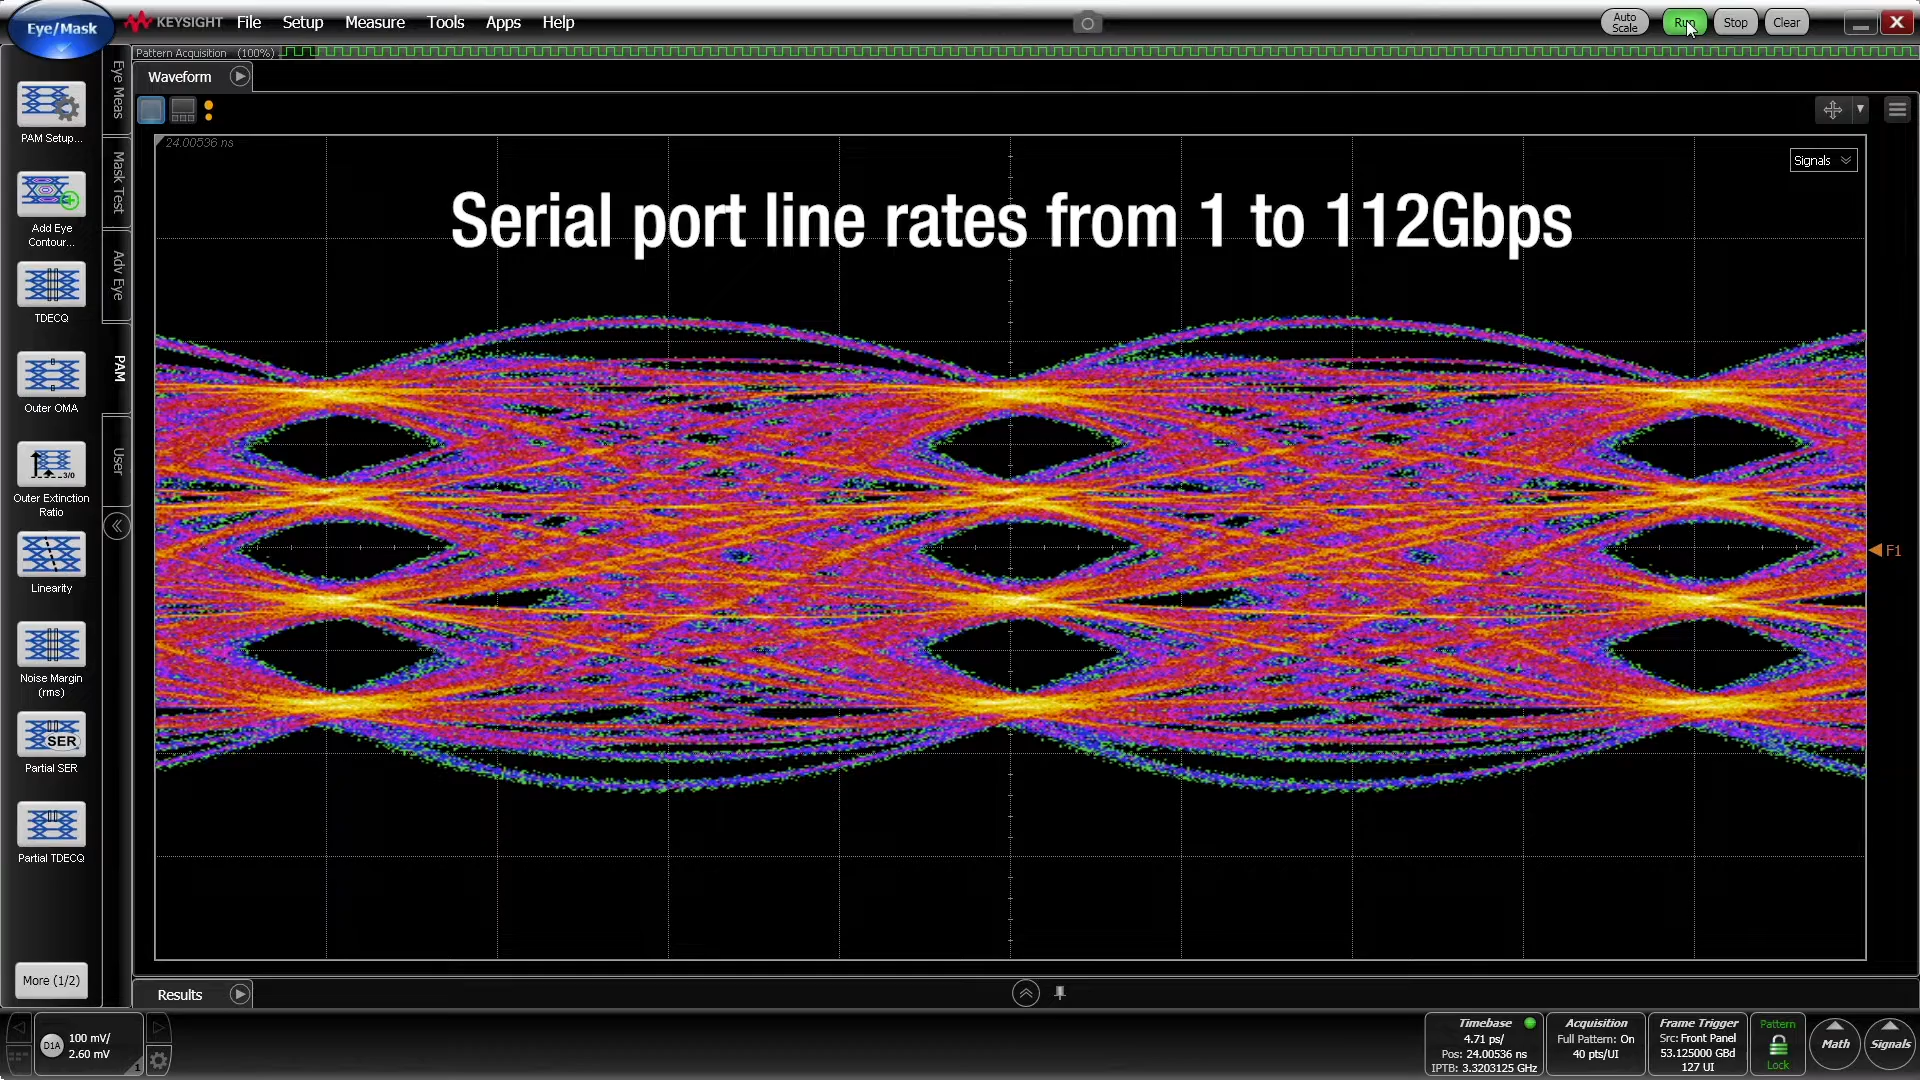 Eye/Mask
KEYSIGHT
File Setup Measure Tools Apps Help
Auto
Scale
Run
Stop
Clear
Pattern Acquisition (100%)
Waveform
24.00536 ns
Signals
Serial port line rates from 1 to 112Gbps
PAM Setup...
Add Eye
Contour...
TDECQ
Outer OMA
3/0
Outer Extinction
Ratio
Linearity
Noise Margin
(rms)
SER
Partial SER
Partial TDECQ
More (1/2)
Eye Meas
Mask Test
Adv Eye
PAM
User
F1
Results
D1A
100 mV/
2.60 mV
1
Timebase
4.71 ps/
Pos: 24.00536 ns
IPTB: 3.3203125 GHz
Acquisition
Full Pattern: On
40 pts/UI
Frame Trigger
Src: Front Panel
53.125000 GBd
127 UI
Pattern
Lock
Math
Signals